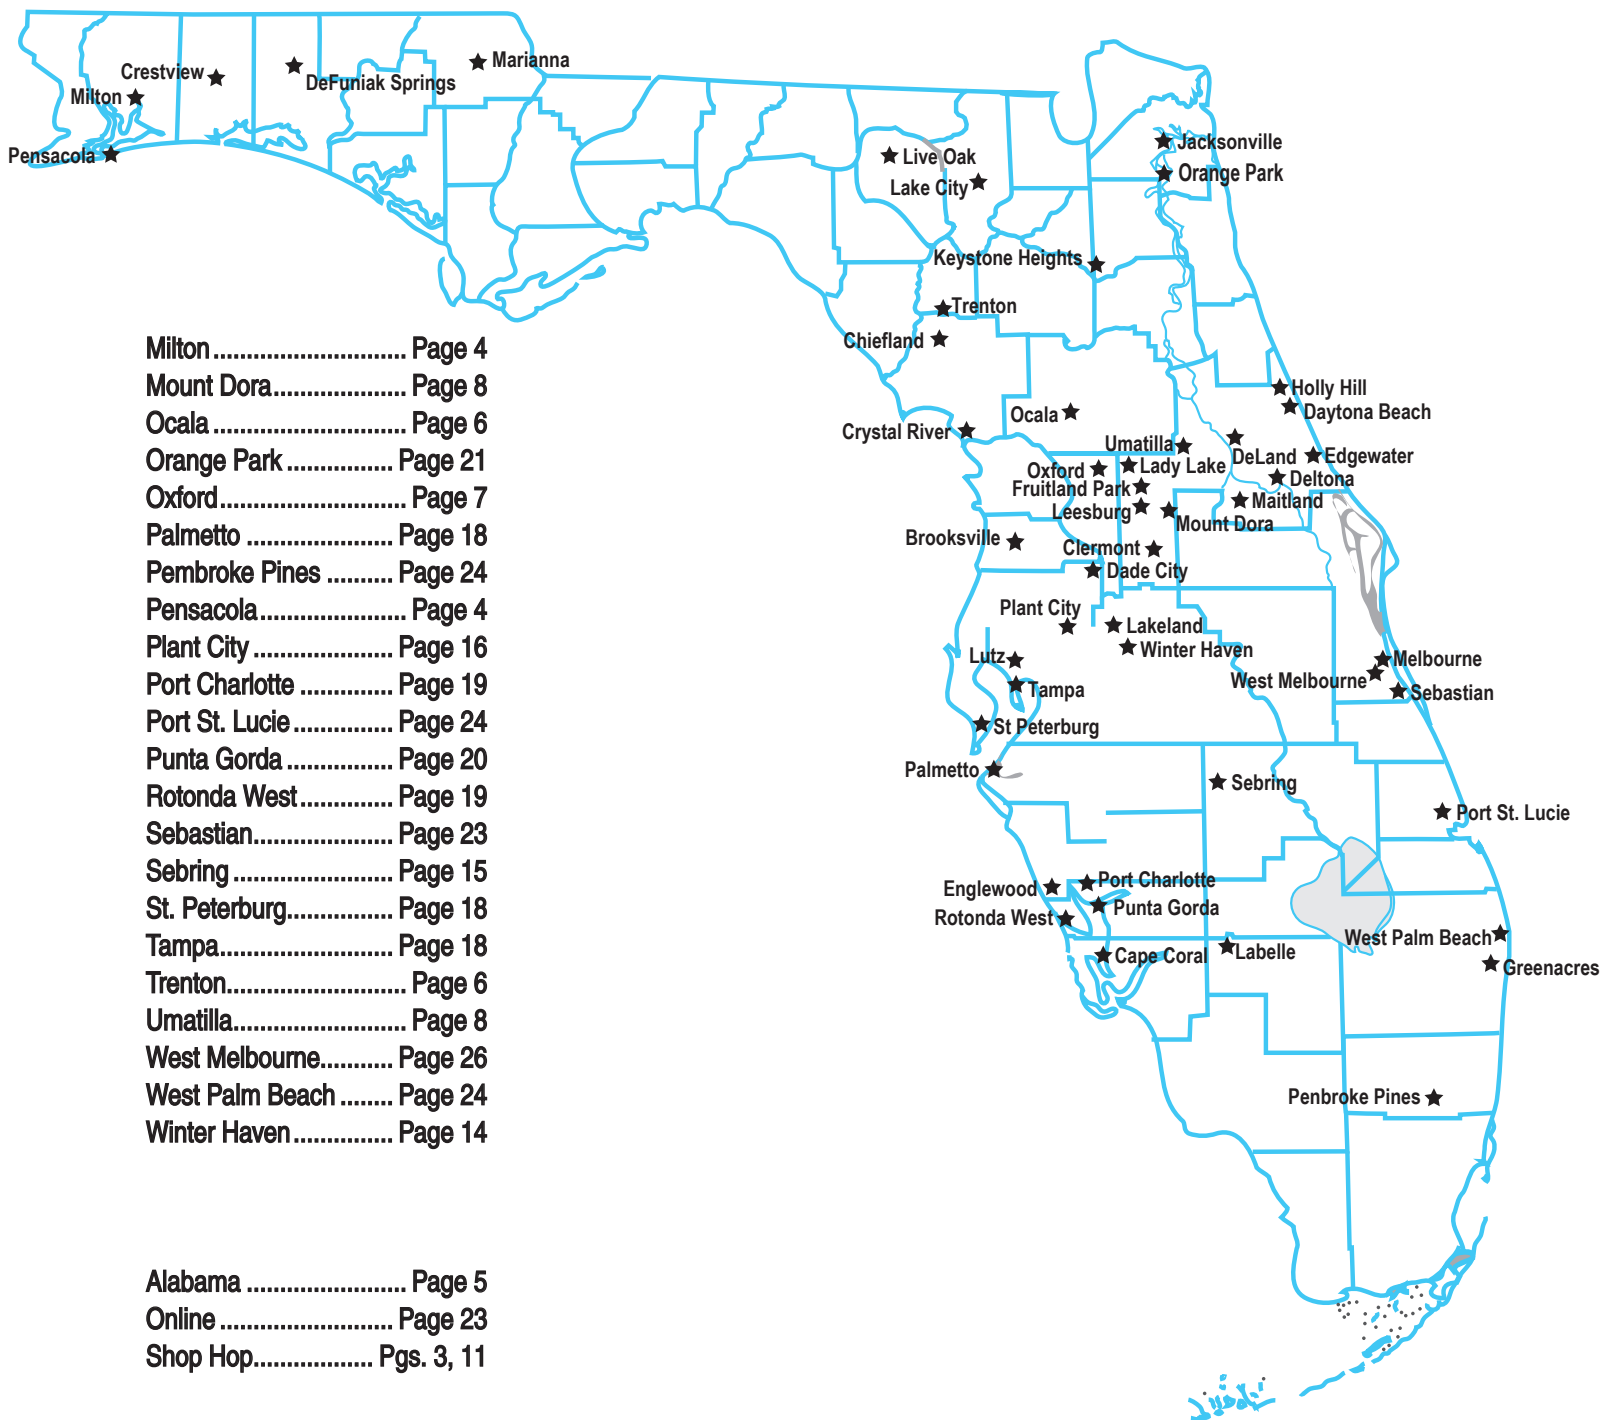 Marianna
Crestview
DeFuniak Springs
Milton
Pensacola
Jacksonville
Live Oak
Orange Park
Lake City
Keystone Heights
Trenton
Chiefland
Holly Hill
Daytona Beach
Ocala
Crystal River
Umatilla
DeLand
Edgewater
Oxford
Lady Lake
Deltona
Fruitland Park
Maitland
Leesburg
Mount Dora
Brooksville
Clermont
Dade City
Plant City
Lakeland
Winter Haven
Lutz
Melbourne
West Melbourne
Tampa
Sebastian
St Peterburg
Palmetto
Sebring
Port St. Lucie
Englewood
Port Charlotte
Punta Gorda
Rotonda West
West Palm Beach
Cape Coral
Labelle
Greenacres
Penbroke Pines
Milton............................. Page 4
Mount Dora.................... Page 8
Ocala ............................. Page 6
Orange Park ................ Page 21
Oxford............................ Page 7
Palmetto ...................... Page 18
Pembroke Pines .......... Page 24
Pensacola...................... Page 4
Plant City ..................... Page 16
Port Charlotte .............. Page 19
Port St. Lucie ............... Page 24
Punta Gorda ................ Page 20
Rotonda West.............. Page 19
Sebastian..................... Page 23
Sebring ........................ Page 15
St. Peterburg................ Page 18
Tampa.......................... Page 18
Trenton........................... Page 6
Umatilla.......................... Page 8
West Melbourne........... Page 26
West Palm Beach ........ Page 24
Winter Haven ............... Page 14
Alabama ........................ Page 5
Online .......................... Page 23
Shop Hop.................. Pgs. 3, 11